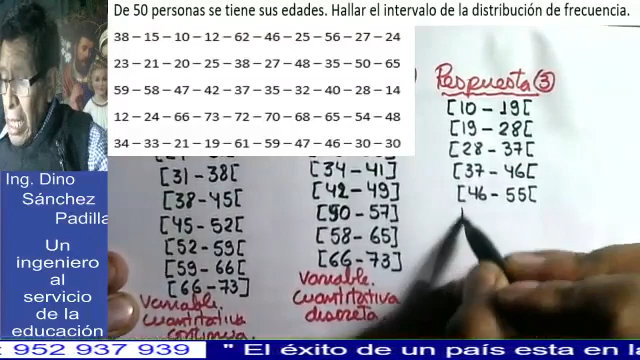 De 50 personas se tiene sus edades. Hallar el intervalo de la distribución de frecuencia.
38 – 15 – 10 – 12 – 62 – 46 – 25 – 56 – 27 – 24
23 – 21 – 20 – 25 – 38 – 27 – 48 – 35 – 50 – 65
59 – 58 – 47 – 42 – 37 – 35 – 32 – 40 – 28 – 14
12 – 24 – 66 – 73 – 72 – 70 – 68 – 65 – 54 – 48
34 – 33 – 21 – 19 – 61 – 59 – 47 – 46 – 30 – 30
[31 – 38[
[38 – 45[
[45 – 52[
[52 – 59[
[59 – 66[
[66 – 73]
Variable.
Cuantitativa
continua.
[34 – 41]
[42 – 49]
[50 – 57]
[58 – 65]
[66 – 73]
Variable.
Cuantitativa
discreta.
Respuesta (3)
[10 – 19[
[19 – 28[
[28 – 37[
[37 – 46[
[46 – 55[
Ing. Dino
Sánchez
Padilla
Un
ingeniero
al
servicio
de la
educación
: 952 937 939 " El éxito de un país esta en l